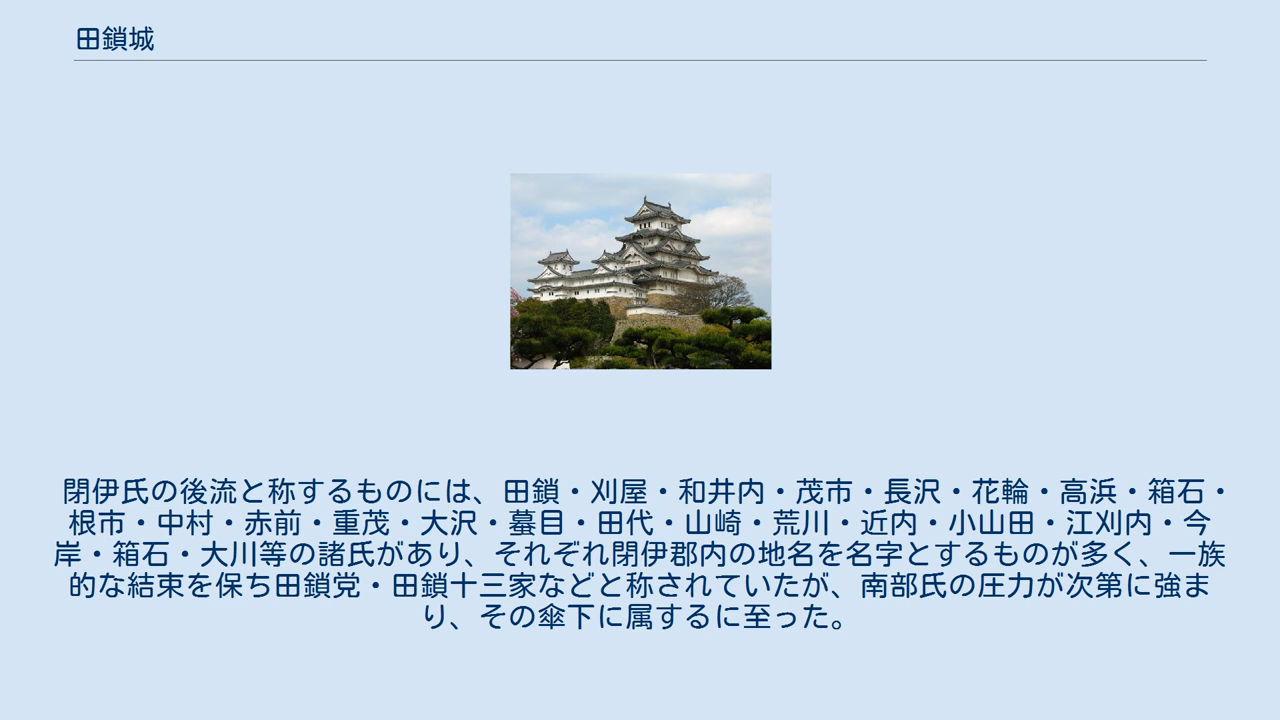 田鎖城
閉伊氏の後流と称するものには、田鎖・刈屋・和井内・茂市・長沢・花輪・高浜・箱石・
根市・中村・赤前・重茂・大沢・蟇目・田代・山崎・荒川・近内・小山田・江刈内・今
岸・箱石・大川等の諸氏があり、それぞれ閉伊郡内の地名を名字とするものが多く、一族
的な結束を保ち田鎖党・田鎖十三家などと称されていたが、南部氏の圧力が次第に強ま
り、その傘下に属するに至った。